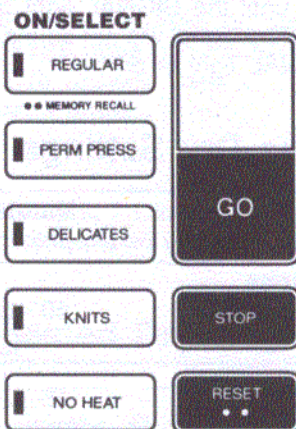 ON/SELECT
REGULAR
●● MEMORY RECALL
PERM PRESS
DELICATES
KNITS
NO HEAT
GO
STOP
RESET
●●